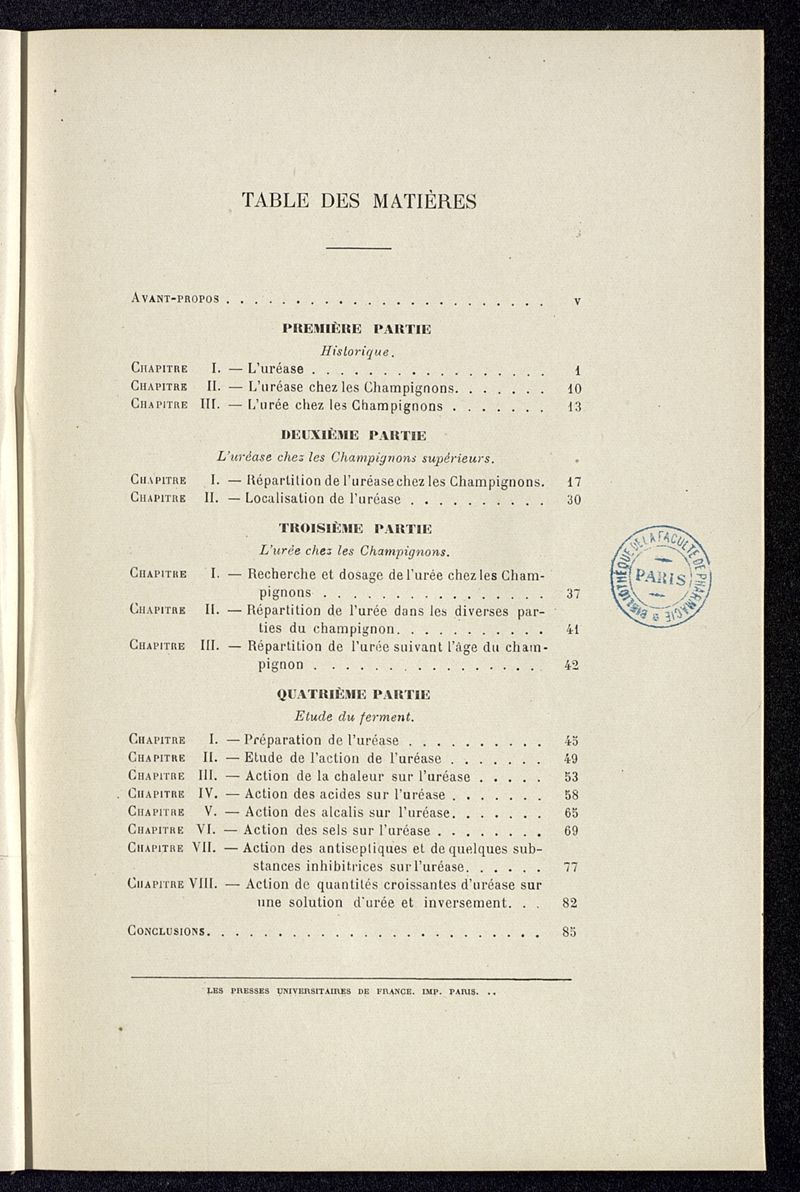 TABLE DES MATIÈRES
AVANT-PROPOS . . . . . . . . . . . . . . . . . . . . . . . v
PREMIÈRE PARTIE
Historique.
CHAPITRE I. — L'uréase . . . . . . . . . . . . . . . . . 1
CHAPITRE II. — L'uréase chez les Champignons. . . . . . . 10
CHAPITRE III. — L'urée chez les Champignons . . . . . . . 13
DEUXIÈME PARTIE
L'uréase chez les Champignons supérieurs.
CHAPITRE I. — Répartition de l'uréase chez les Champignons. 17
CHAPITRE II. — Localisation de l'uréase . . . . . . . . . . 30
TROISIÈME PARTIE
L'urée chez les Champignons.
CHAPITRE I. — Recherche et dosage de l'urée chez les Cham-
pignons . . . . . . . . . . . . . . . . 37
CHAPITRE II. — Répartition de l'urée dans les diverses par-
ties du champignon. . . . . . . . . . . 41
CHAPITRE III. — Répartition de l'urée suivant l'âge du cham-
pignon . . . . . . . . . . . . . . . . 42
QUATRIÈME PARTIE
Etude du ferment.
CHAPITRE I. — Préparation de l'uréase . . . . . . . . . . 45
CHAPITRE II. — Etude de l'action de l'uréase . . . . . . . 49
CHAPITRE III. — Action de la chaleur sur l'uréase . . . . . 53
CHAPITRE IV. — Action des acides sur l'uréase . . . . . . . 58
CHAPITRE V. — Action des alcalis sur l'uréase. . . . . . . 65
CHAPITRE VI. — Action des sels sur l'uréase . . . . . . . . 69
CHAPITRE VII. — Action des antiseptiques et de quelques sub-
stances inhibitrices sur l'uréase. . . . . . 77
CHAPITRE VIII. — Action de quantités croissantes d'uréase sur
une solution d'urée et inversement. . . 82
CONCLUSIONS. . . . . . . . . . . . . . . . . . . . . . . . 85
LES PRESSES UNIVERSITAIRES DE FRANCE. IMP. PARIS. . .
BIBLIOTHÈQUE DE LA FACULTÉ DE PHARMACIE
PARIS